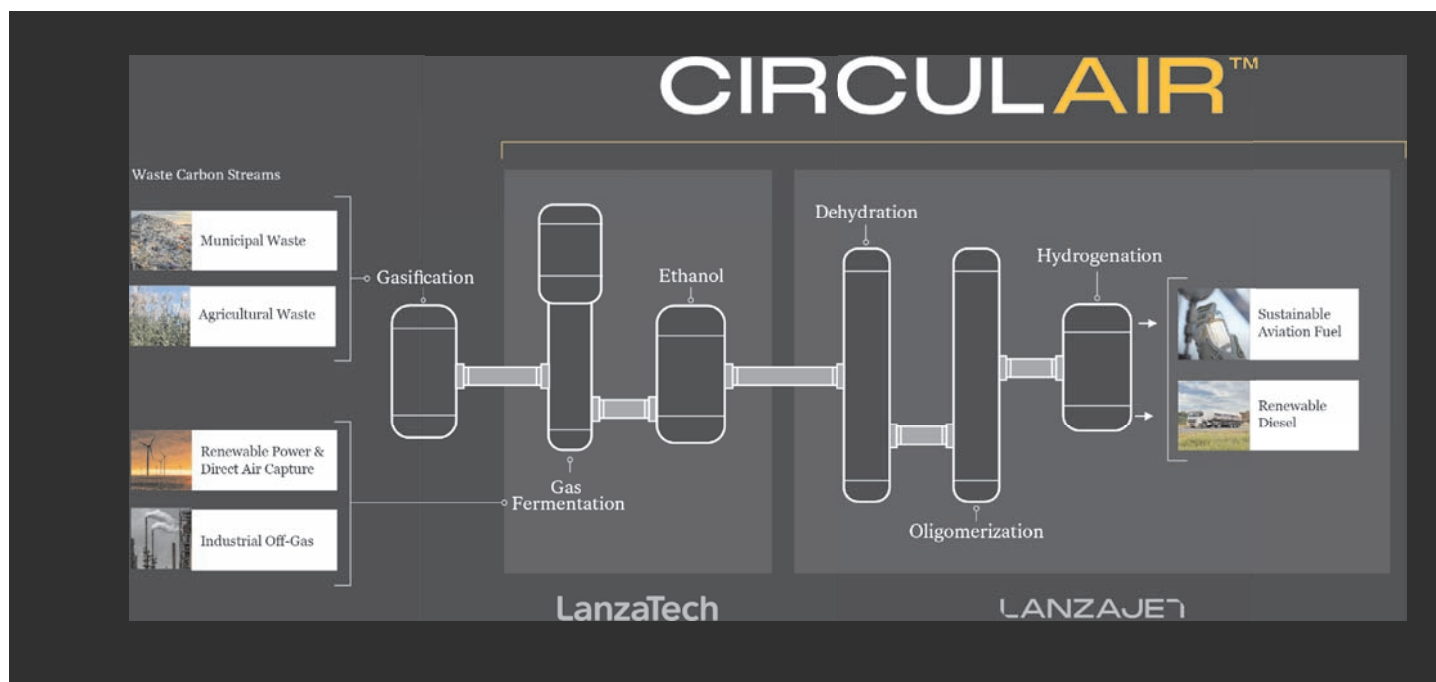 CIRCULAIR™
Waste Carbon Streams
Municipal Waste
Agricultural Waste
Renewable Power &
Direct Air Capture
Industrial Off-Gas
Gasification
Gas
Fermentation
Ethanol
Dehydration
Oligomerization
Hydrogenation
Sustainable
Aviation Fuel
Renewable
Diesel
LanzaTech
LANZAJET